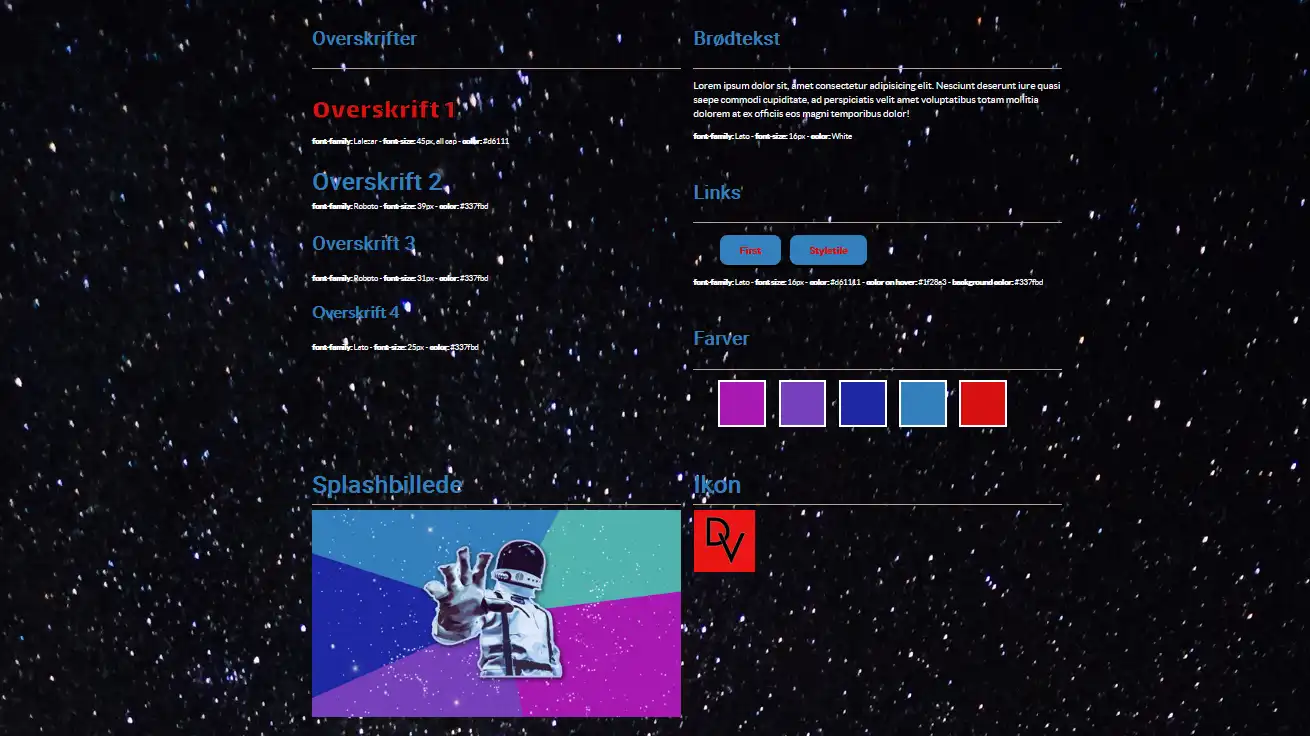 Overskrifter
Overskrift 1
font-family: Lalezar - font-size: 45px, all cap - color: #d6111
Overskrift 2
font-family: Roboto - font-size: 39px - color: #337fbd
Overskrift 3
font-family: Roboto - font-size: 31px - color: #337fbd
Overskrift 4
font-family: Lato - font-size: 25px - color: #337fbd
Brødtekst
Lorem ipsum dolor sit, amet consectetur adipisicing elit. Nesciunt deserunt iure quasi
saepe commodi cupiditate, ad perspiciatis velit amet voluptatibus totam mollitia
dolorem at ex officiis eos magni temporibus dolor!
font-family: Lato - font-size: 16px - color: White
Links
First
Styletile
font-family: Lato - font size: 16px - color: #d61111 - color on hover: #1f28a3 - background color: #337fbd
Farver
Splashbillede
Ikon
DV